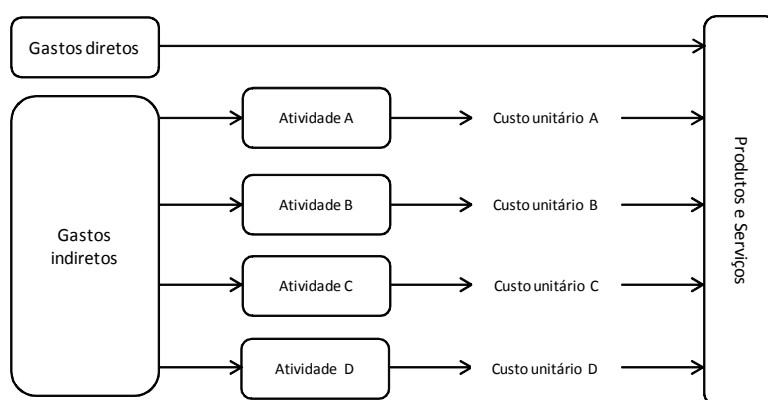 Gastos diretos
Atividade A
Custo unitário A
Atividade B
Custo unitário B
Gastos
indiretos
Atividade C
Custo unitário C
Atividade D
Custo unitário D
Produtos e Serviços